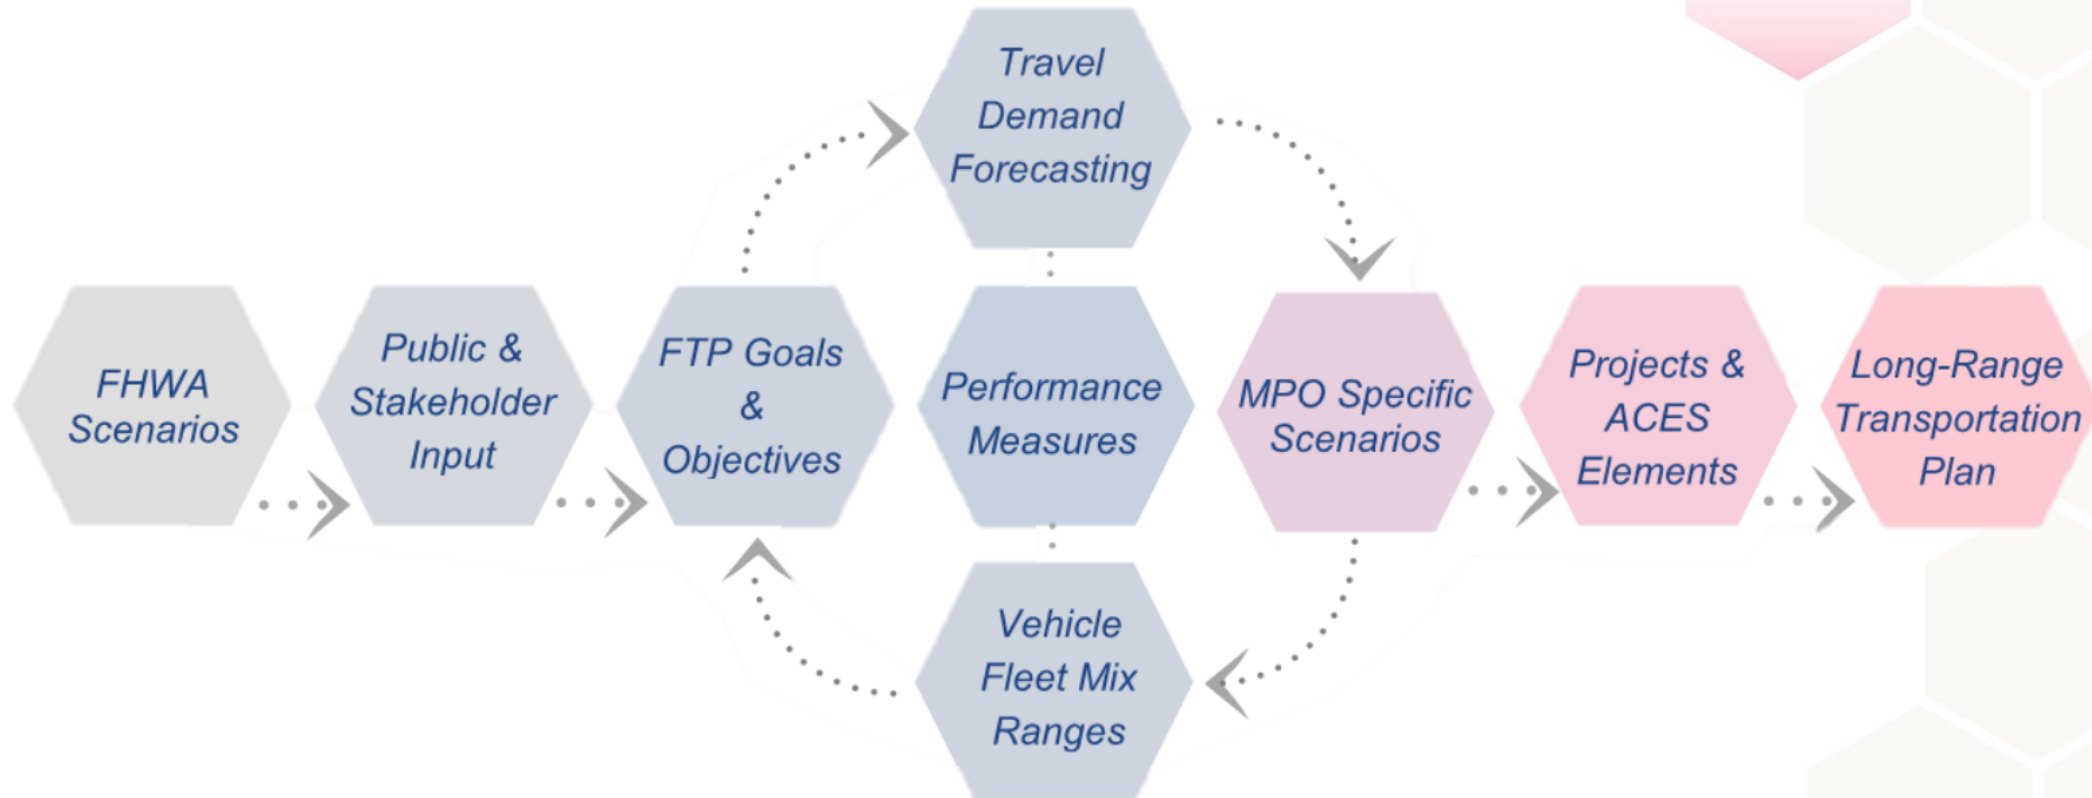 FHWA
Scenarios
Public &
Stakeholder
Input
FTP Goals
&
Objectives
Travel
Demand
Forecasting
Performance
Measures
Vehicle
Fleet Mix
Ranges
MPO Specific
Scenarios
Projects &
ACES
Elements
Long-Range
Transportation
Plan